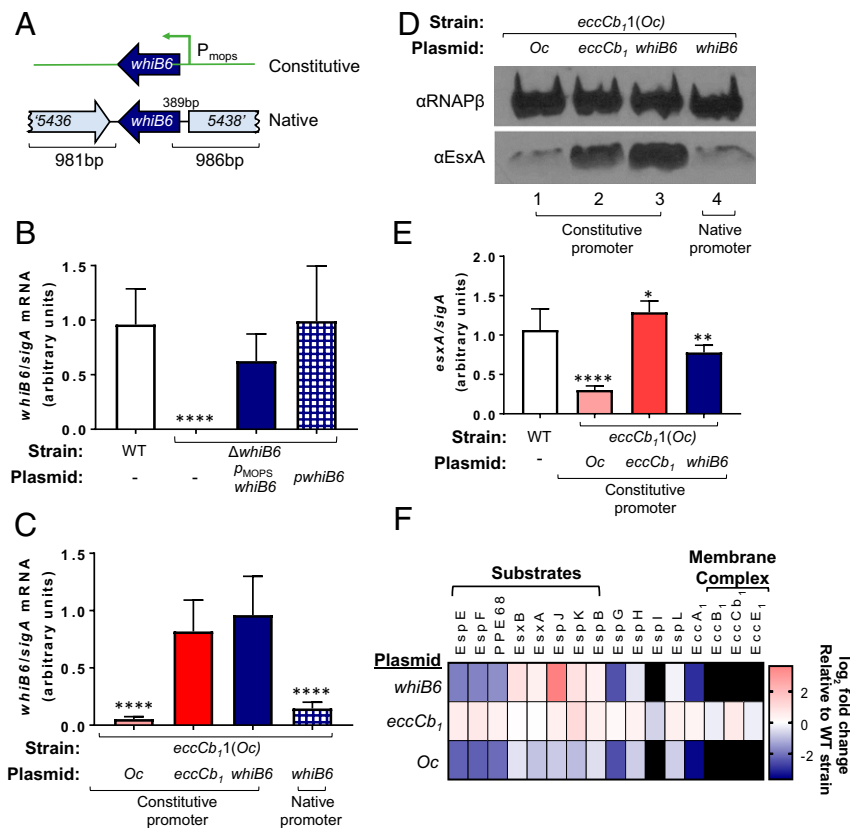 A
P_mops
whiB6
Constitutive
389bp
'5436
whiB6
5438'
Native
981bp
986bp
B
whiB6/sigA mRNA
(arbitrary units)
1.5
1.0
0.5
0.0
****
Strain:
WT
ΔwhiB6
Plasmid:
-
-
pMOPS
whiB6
pwhiB6
C
whiB6/sigA mRNA
(arbitrary units)
1.5
1.0
0.5
0.0
****
****
Strain:
eccCb₁1(Oc)
Plasmid:
Oc
eccCb₁
whiB6
whiB6
Constitutive
promoter
Native
promoter
D
Strain:
eccCb₁1(Oc)
Plasmid:
Oc
eccCb₁
whiB6
whiB6
αRNAPβ
αEsxA
1
2
3
4
Constitutive
promoter
Native
promoter
E
esxA/sigA
(arbitrary units)
2.0
1.5
1.0
0.5
0.0
****
*
**
Strain:
WT
eccCb₁1(Oc)
Plasmid:
-
Oc
eccCb₁
whiB6
Constitutive
promoter
F
Substrates
Membrane
Complex
EspE
EspF
PPE68
EsxB
EsxA
EspJ
EspK
EspB
EspG
EspH
EspI
EspL
EccA₁
EccB₁
EccCb₁
EccE₁
Plasmid
whiB6
eccCb₁
Oc
2
0
-2
log₂ fold change
Relative to WT strain